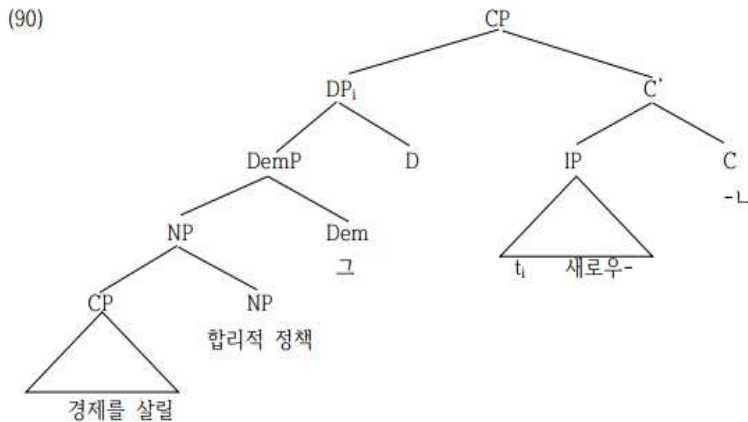 (90)
CP
DPi C'
DemP D IP C
-ㄴ
NP Dem
그 ti 새로우-
CP NP
합리적 정책
경제를 살릴